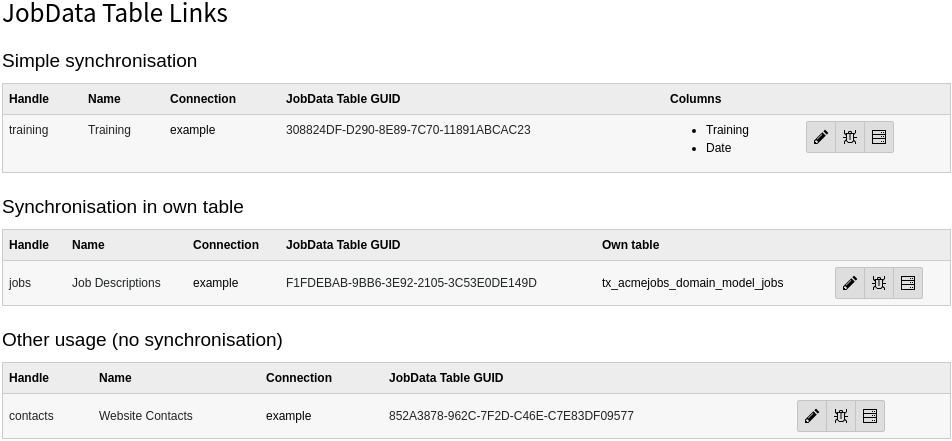 JobData Table Links
Simple synchronisation
Handle Name Connection JobData Table GUID Columns
training Training example 308824DF-D290-8E89-7C70-11891ABCAC23 • Training
• Date
Synchronisation in own table
Handle Name Connection JobData Table GUID Own table
jobs Job Descriptions example F1FDEBAB-9BB6-3E92-2105-3C53E0DE149D tx_acmejobs_domain_model_jobs
Other usage (no synchronisation)
Handle Name Connection JobData Table GUID
contacts Website Contacts example 852A3878-962C-7F2D-C46E-C7E83DF09577